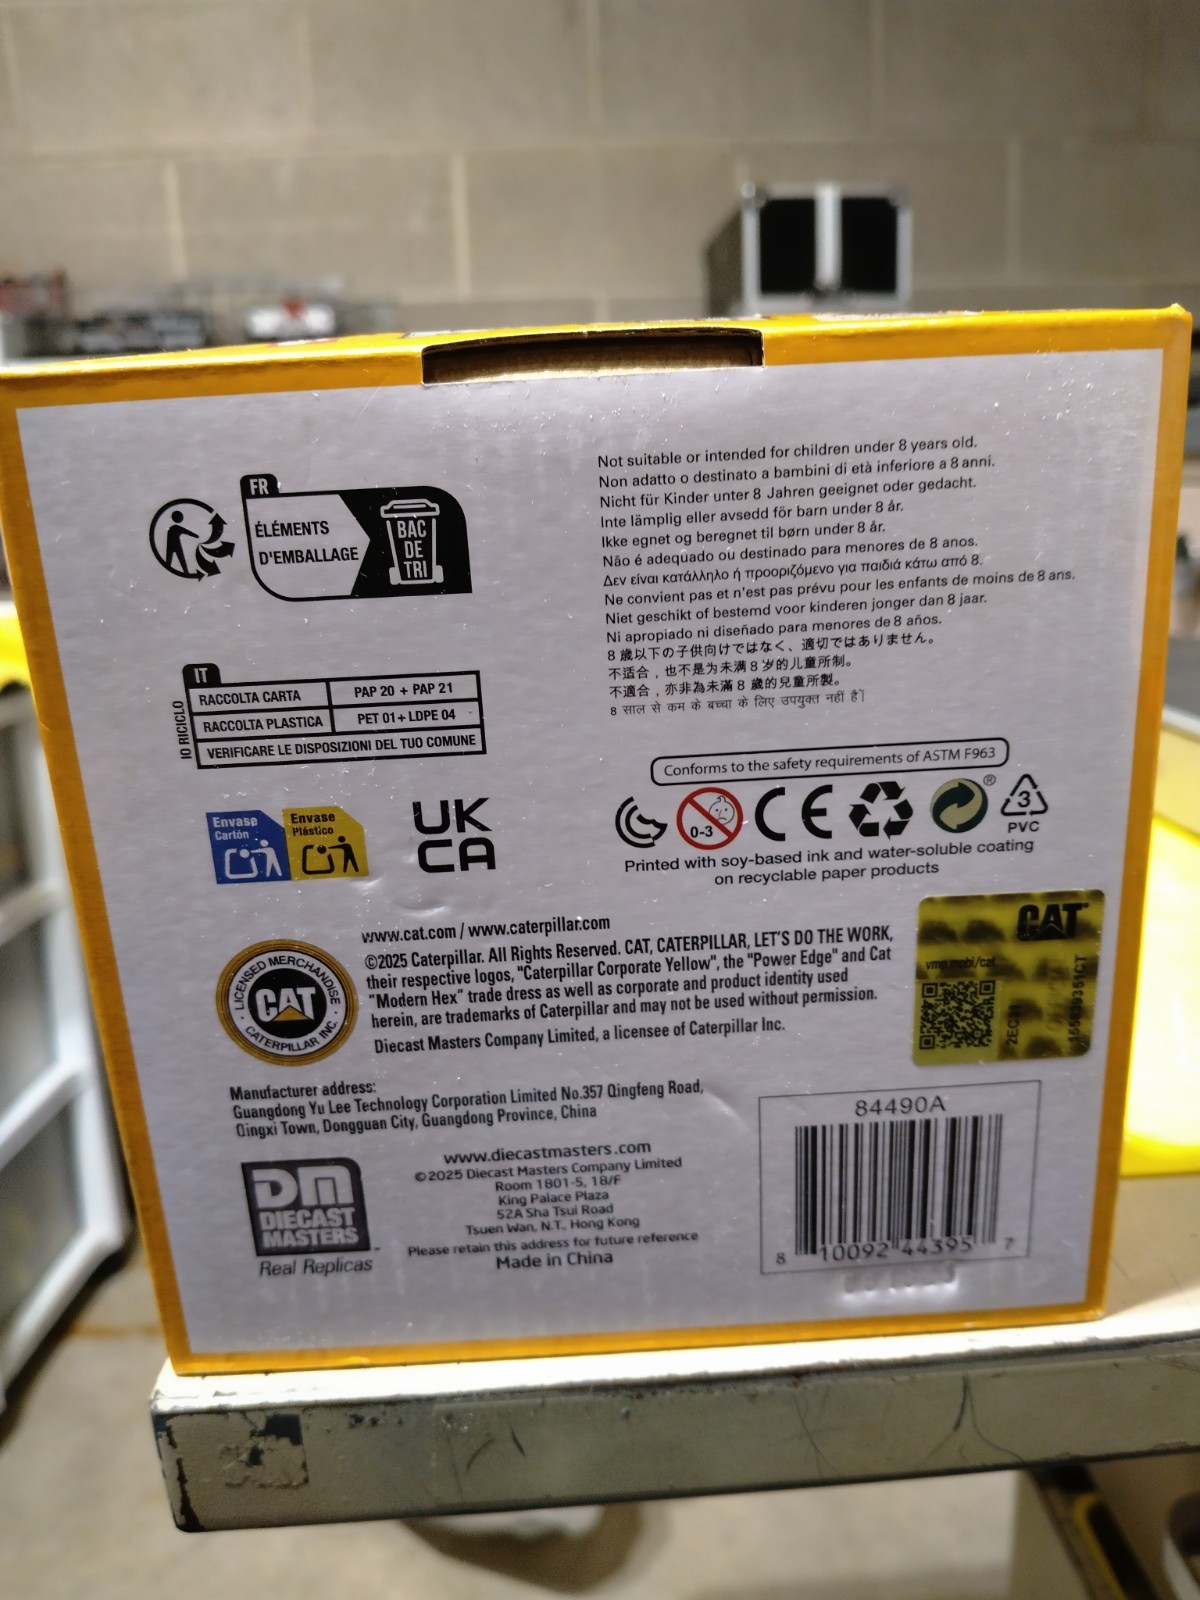 FR
ÉLÉMENTS
D'EMBALLAGE
BAC
DE
TRI
Not suitable or intended for children under 8 years old.
Non adatto o destinato a bambini di età inferiore a 8 anni.
Nicht für Kinder unter 8 Jahren geeignet oder gedacht.
Inte lämplig eller avsedd för barn under 8 år.
Ikke egnet og beregnet til børn under 8 år.
Não é adequado ou destinado para menores de 8 anos.
Δεν είναι κατάλληλο ή προοριζόμενο για παιδιά κάτω από 8.
Ne convient pas et n'est pas prévu pour les enfants de moins de 8 ans.
Niet geschikt of bestemd voor kinderen jonger dan 8 jaar.
Ni apropiado ni diseñado para menores de 8 años.
8 歳以下の子供向けではなく、適切ではありません。
不适合，也不是为未满 8 岁的儿童所制。
不適合，亦非為未滿 8 歲的兒童所製。
8 साल से कम के बच्चा के लिए उपयुक्त नहीं है।
IT
IO RICICLO
RACCOLTA CARTA PAP 20 + PAP 21
RACCOLTA PLASTICA PET 01+ LDPE 04
VERIFICARE LE DISPOSIZIONI DEL TUO COMUNE
Envase
Cartón
Envase
Plástico
UK
CA
Conforms to the safety requirements of ASTM F963
0-3
CE
®
3
PVC
Printed with soy-based ink and water-soluble coating
on recyclable paper products
www.cat.com / www.caterpillar.com
©2025 Caterpillar. All Rights Reserved. CAT, CATERPILLAR, LET'S DO THE WORK,
their respective logos, "Caterpillar Corporate Yellow", the "Power Edge" and Cat
"Modern Hex" trade dress as well as corporate and product identity used
herein, are trademarks of Caterpillar and may not be used without permission.
Diecast Masters Company Limited, a licensee of Caterpillar Inc.
LICENSED MERCHANDISE
CAT
CATERPILLAR INC.
CAT
vmp.mobi/cat
2EC21
Manufacturer address:
Guangdong Yu Lee Technology Corporation Limited No.357 Qingfeng Road,
Qingxi Town, Dongguan City, Guangdong Province, China
DM
DIECAST
MASTERS
Real Replicas
www.diecastmasters.com
©2025 Diecast Masters Company Limited
Room 1801-5, 18/F
King Palace Plaza
52A Sha Tsui Road
Tsuen Wan, N.T., Hong Kong
Please retain this address for future reference
Made in China
84490A
8 10092 44395 7